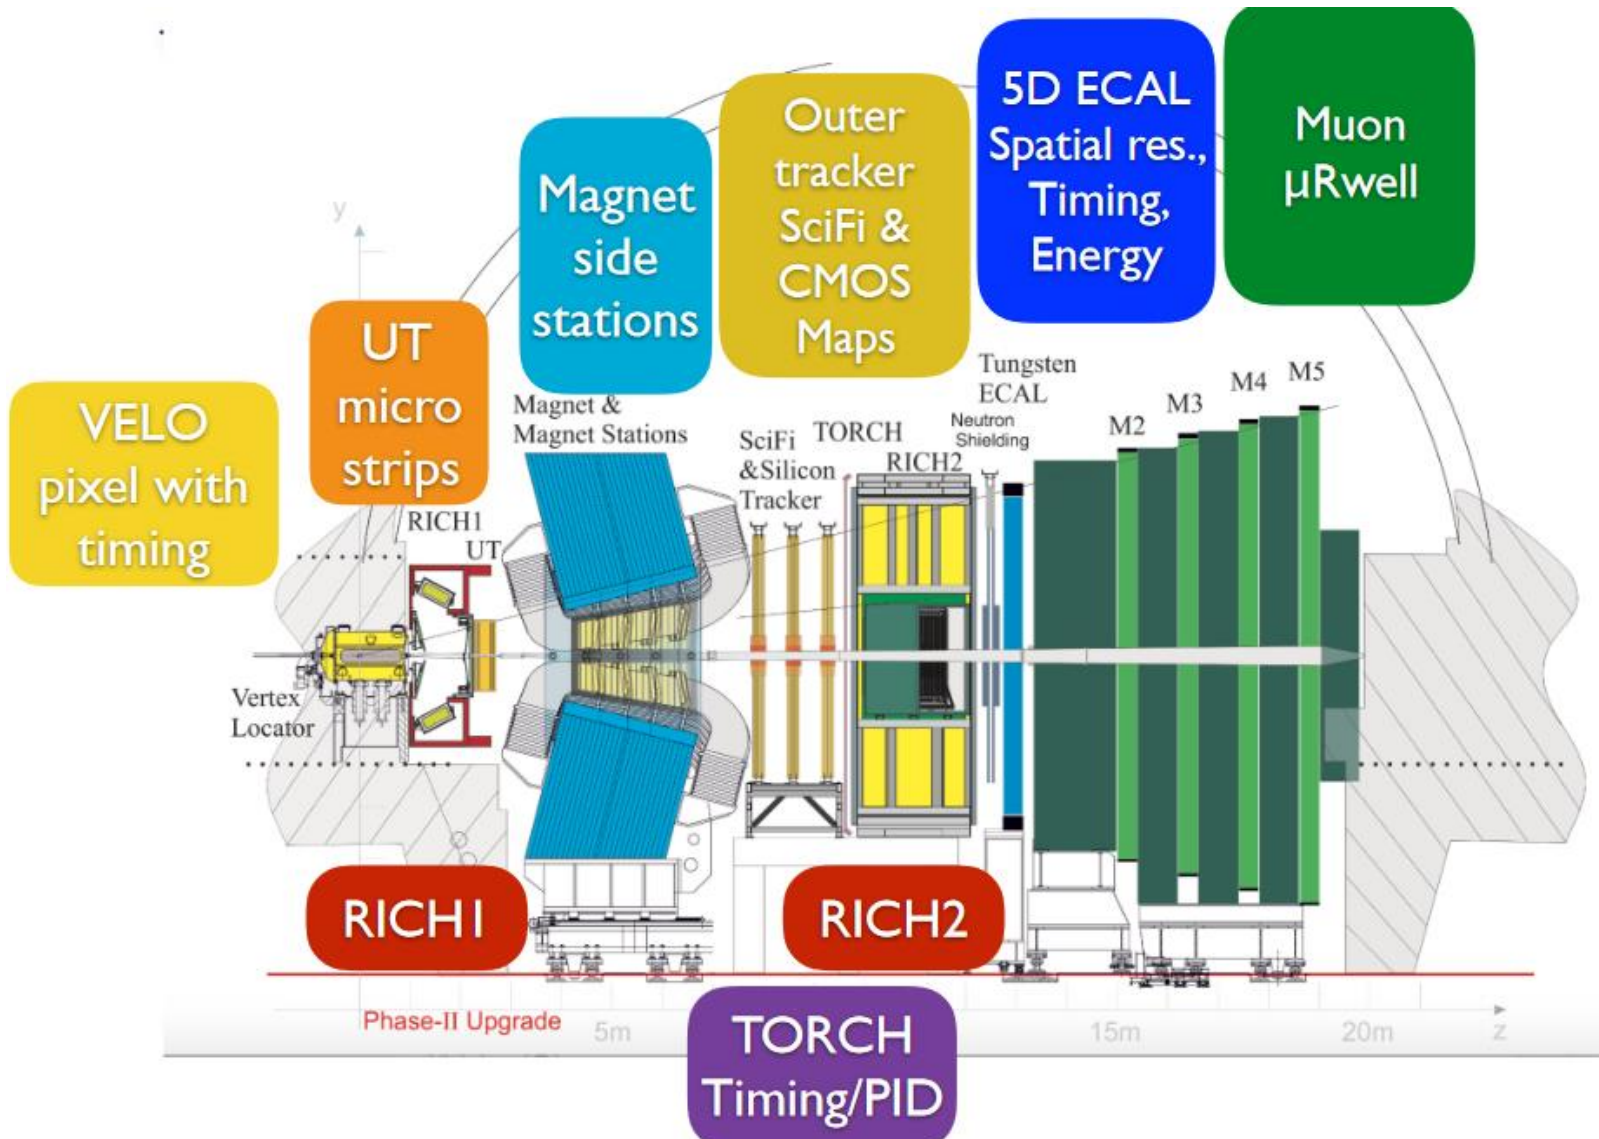 5D ECAL
Spatial res.,
Timing,
Energy
Muon
µRwell
Outer
tracker
SciFi &
CMOS
Maps
Magnet
side
stations
y
UT
micro
strips
VELO
pixel with
timing
Magnet &
Magnet Stations
SciFi
&Silicon
Tracker
TORCH
RICH2
Tungsten
ECAL
Neutron
Shielding
M2
M3
M4
M5
RICH1
UT
Vertex
Locator
RICH1
RICH2
Phase-II Upgrade
5m
15m
20m
z
TORCH
Timing/PID